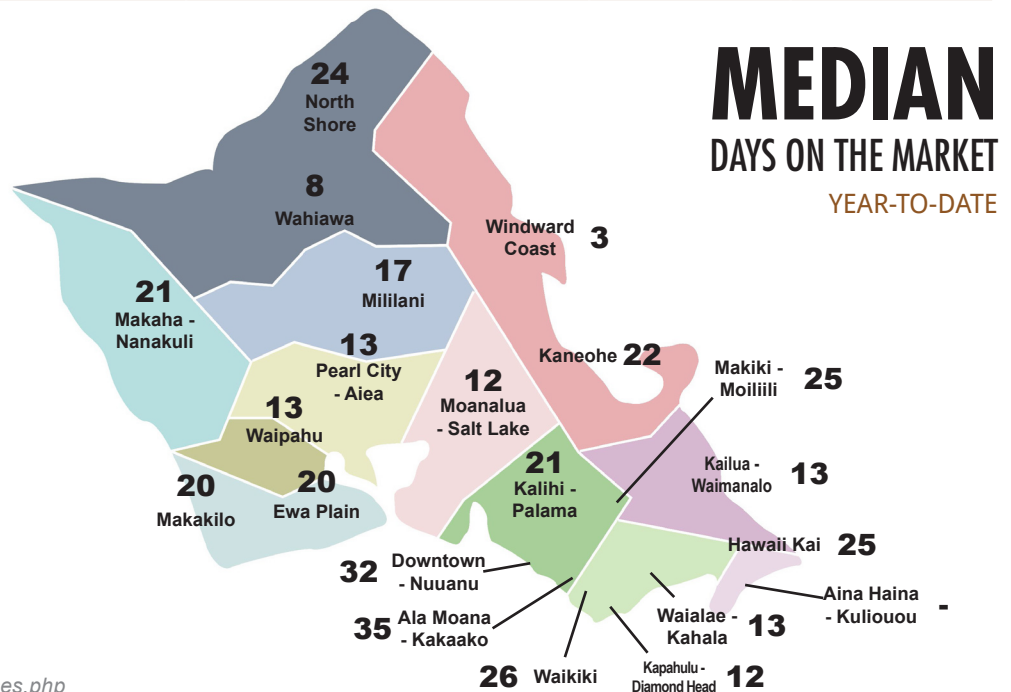 MEDIAN
DAYS ON THE MARKET
YEAR-TO-DATE
24
North
Shore
8
Wahiawa
Windward
Coast
3
17
Mililani
21
Makaha -
Nanakuli
13
Pearl City
- Aiea
Kaneohe 22
Makiki -
Moiliili
25
12
Moanalua
- Salt Lake
13
Waipahu
21
Kalihi -
Palama
Kailua -
Waimanalo
13
20
Makakilo
20
Ewa Plain
Hawaii Kai 25
32
Downtown
- Nuuanu
Aina Haina
- Kuliouou
-
35
Ala Moana
- Kakaako
Waialae -
Kahala
13
26 Waikiki
Kapahulu -
Diamond Head
12
es.php